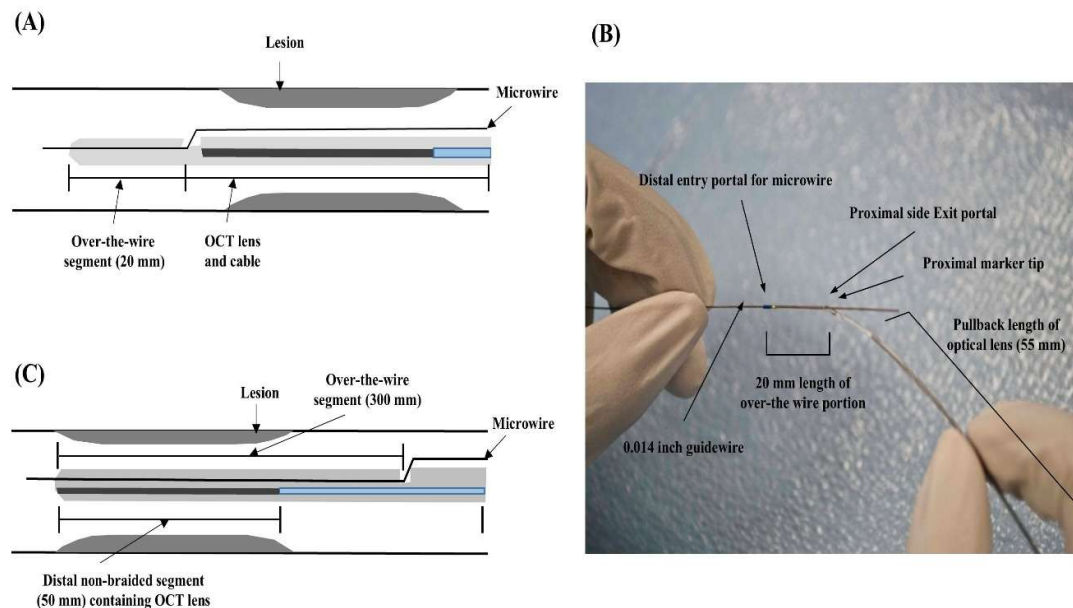 (A)
Lesion
Microwire
Over-the-wire
segment (20 mm)
OCT lens
and cable
(B)
Distal entry portal for microwire
Proximal side Exit portal
Proximal marker tip
Pullback length of
optical lens (55 mm)
20 mm length of
over-the wire portion
0.014 inch guidewire
(C)
Over-the-wire
segment (300 mm)
Lesion
Microwire
Distal non-braided segment
(50 mm) containing OCT lens